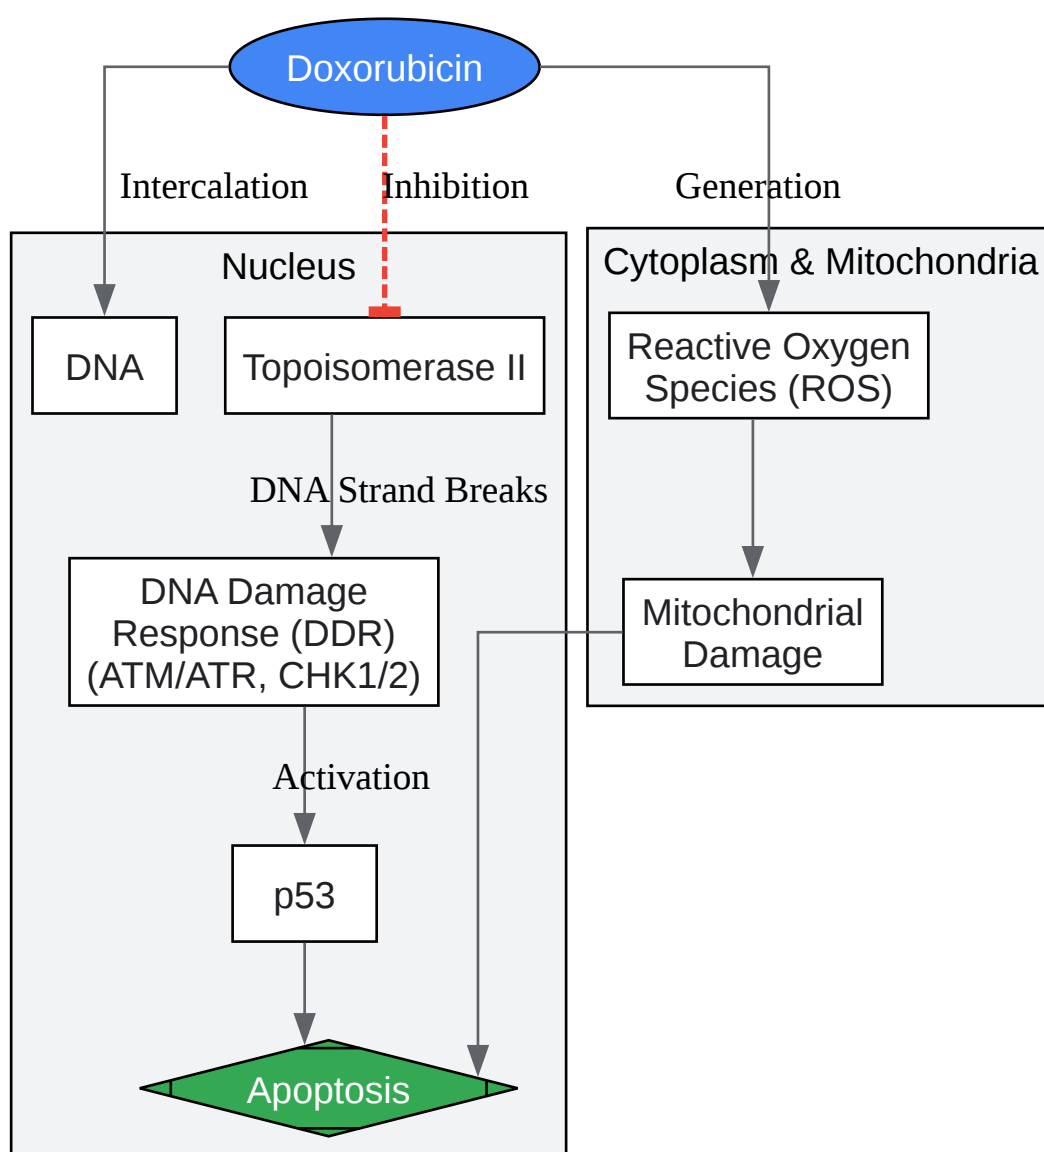 Doxorubicin
Intercalation
Inhibition
Generation
Nucleus
Cytoplasm & Mitochondria
DNA
Topoisomerase II
Reactive Oxygen
Species (ROS)
DNA Strand Breaks
DNA Damage
Response (DDR)
(ATM/ATR, CHK1/2)
Mitochondrial
Damage
Activation
p53
Apoptosis